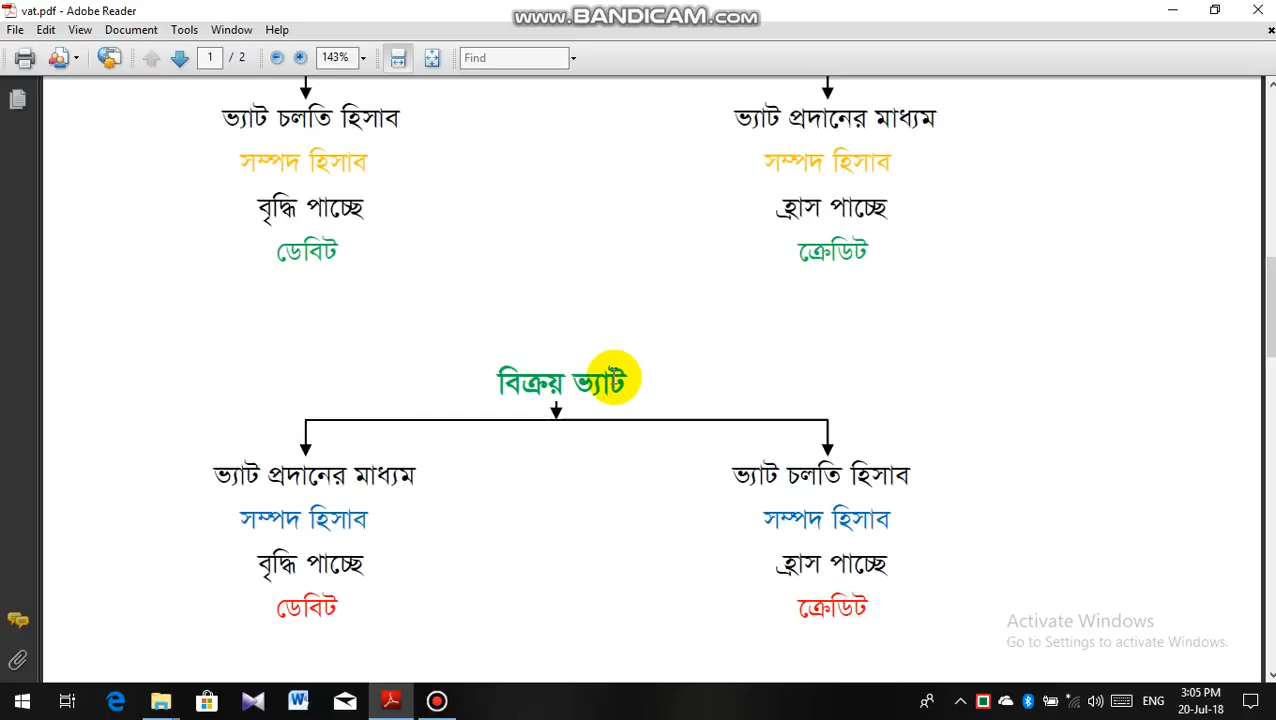 vat.pdf - Adobe Reader
www.BANDICAM.com
File Edit View Document Tools Window Help
1 / 2 143% Find
ভ্যাট চলতি হিসাব ভ্যাট প্রদানের মাধ্যম
সম্পদ হিসাব সম্পদ হিসাব
বৃদ্ধি পাচ্ছে হ্রাস পাচ্ছে
ডেবিট ক্রেডিট
বিক্রয় ভ্যাট
ভ্যাট প্রদানের মাধ্যম ভ্যাট চলতি হিসাব
সম্পদ হিসাব সম্পদ হিসাব
বৃদ্ধি পাচ্ছে হ্রাস পাচ্ছে
ডেবিট ক্রেডিট
Activate Windows
Go to Settings to activate Windows.
ENG 3:05 PM
20-Jul-18